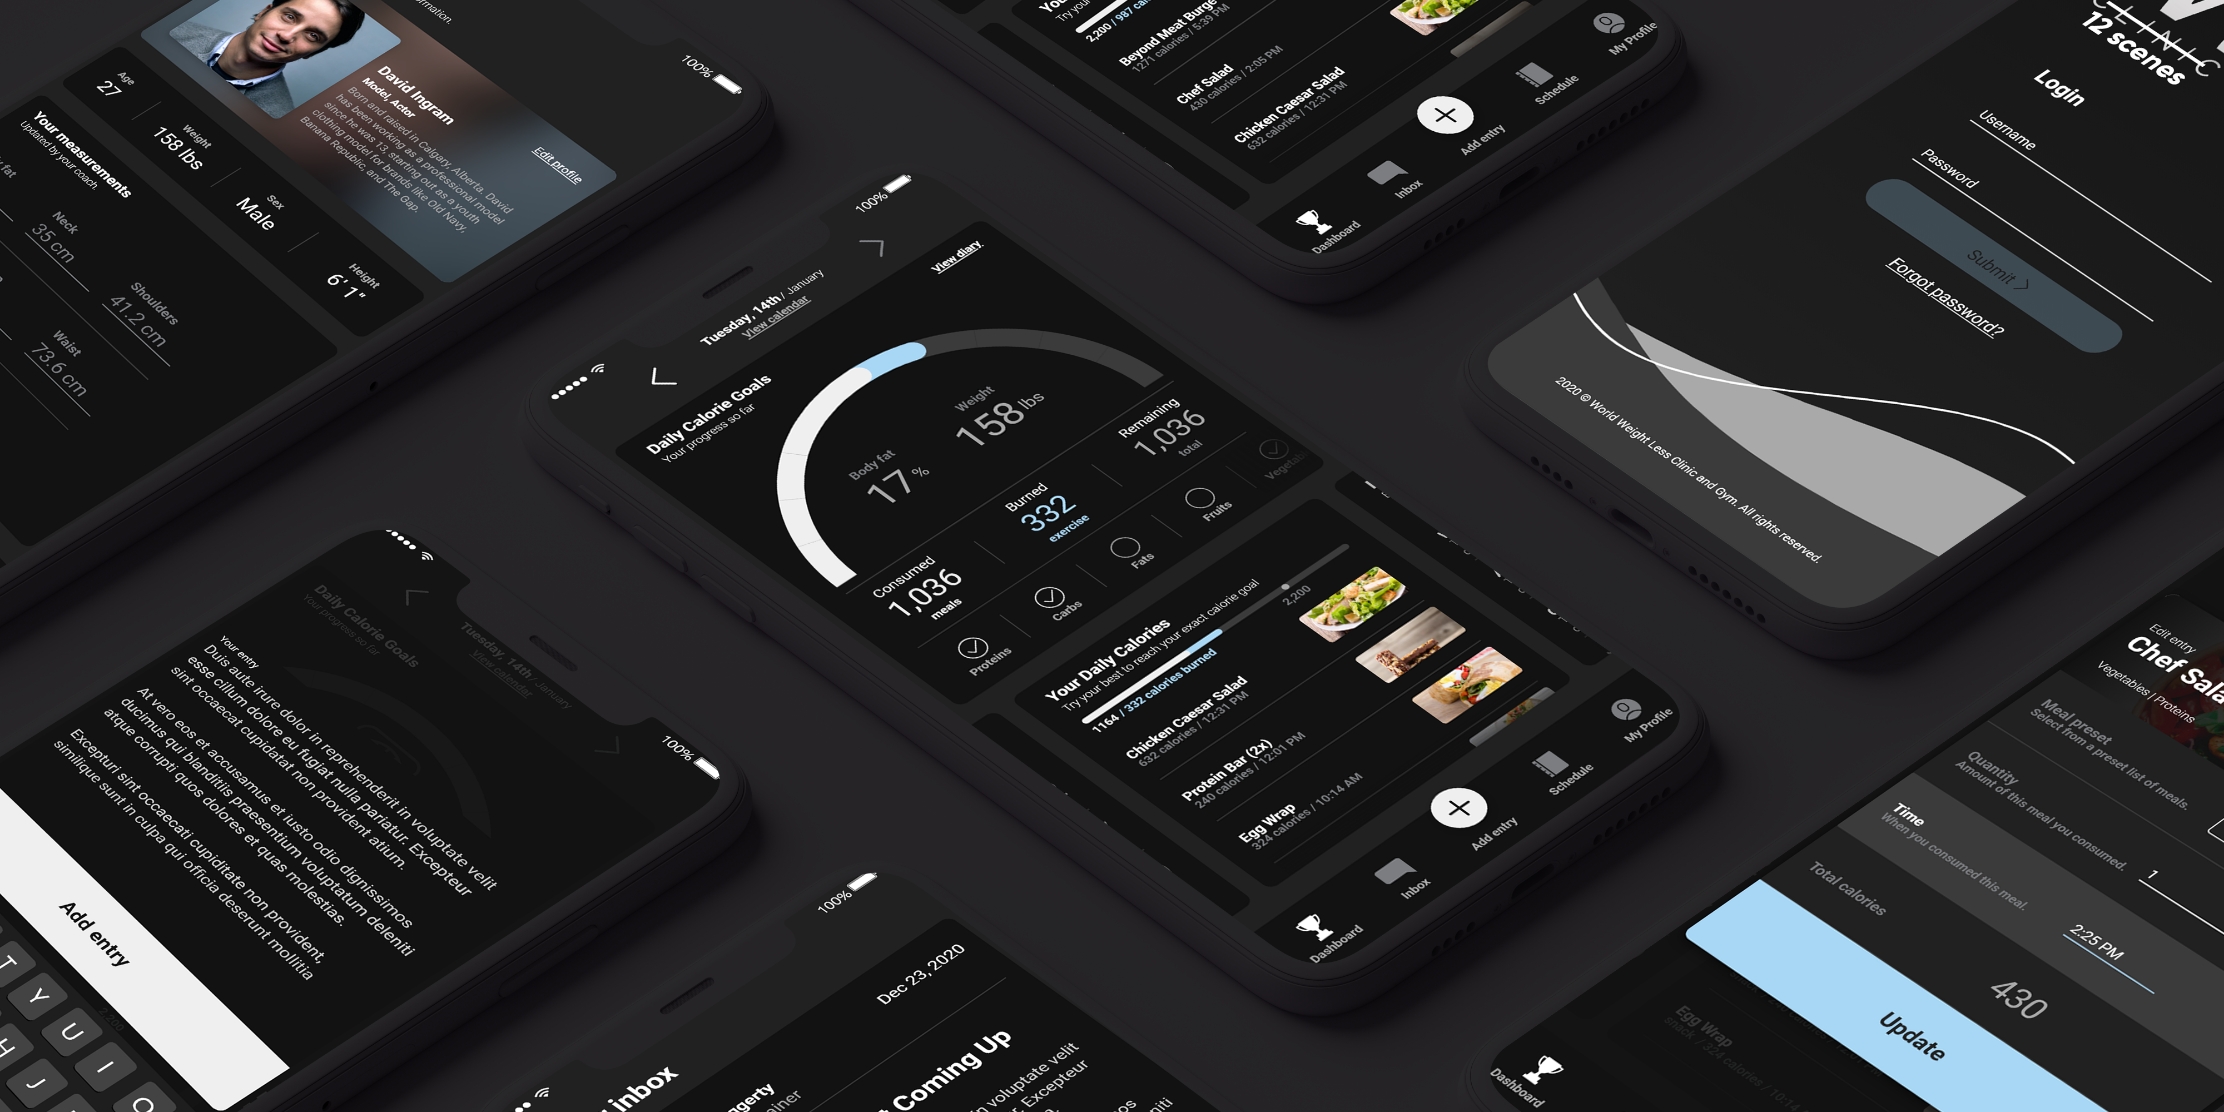 100%
David Ingram
Model, Actor
Born and raised in Calgary, Alberta. David
has been working as a professional model
since he was 13, starting out as a youth
clothing model for brands like Old Navy,
Banana Republic, and The Gap.
Edit profile
Age
27
Weight
158 lbs
Sex
Male
Height
6'1"
Your measurements
Updated by your coach.
Neck
35 cm
Shoulders
41.2 cm
Waist
73.6 cm
2,200 / 987
Beyond Meat Burge
1271 calories / 5:39 PM
Chef Salad
430 calories / 2:05 PM
Chicken Caesar Salad
632 calories / 12:31 PM
Dashboard
Inbox
Add entry
Schedule
My Profile
CLINIC
12 scenes
Login
Username
Password
Submit
Forgot password?
2020 © World Weight Less Clinic and Gym. All rights reserved.
100%
Tuesday, 14th / January
View calendar
View diary
Daily Calorie Goals
Your progress so far
Body fat
17 %
Weight
158 lbs
Consumed
1,036
meals
Burned
332
exercise
Remaining
1,036
total
Proteins
Carbs
Fats
Fruits
Your Daily Calories
Try your best to reach your exact calorie goal
1164 / 332 calories burned
2,200
Chicken Caesar Salad
632 calories / 12:31 PM
Protein Bar (2x)
240 calories / 12:01 PM
Egg Wrap
324 calories / 10:14 AM
Dashboard
Inbox
Add entry
Schedule
My Profile
100%
Daily Calorie Goals
Your progress so far
Tuesday, 14th / January
View calendar
Your entry
Duis aute irure dolor in reprehenderit in voluptate velit
esse cillum dolore eu fugiat nulla pariatur. Excepteur
sint occaecat cupidatat non provident atium.
At vero eos et accusamus et iusto odio dignissimos
ducimus qui blanditiis praesentium voluptatum deleniti
atque corrupti quos dolores et quas molestias.
Excepturi sint occaecati cupiditate non provident,
similique sunt in culpa qui officia deserunt mollitia
Add entry
T Y U I O
H J
100%
Dec 23, 2020
inbox
Coming Up
n voluptate velit
Excepteur
Edit entry
Chef Sala
Vegetables | Proteins
Meal preset
Select from a preset list of meals.
Quantity
Amount of this meal you consumed.
1
Time
When you consumed this meal.
2:25 PM
Total calories
430
Update
Egg Wrap
snack / 324 calories / 10:14
Dashboard